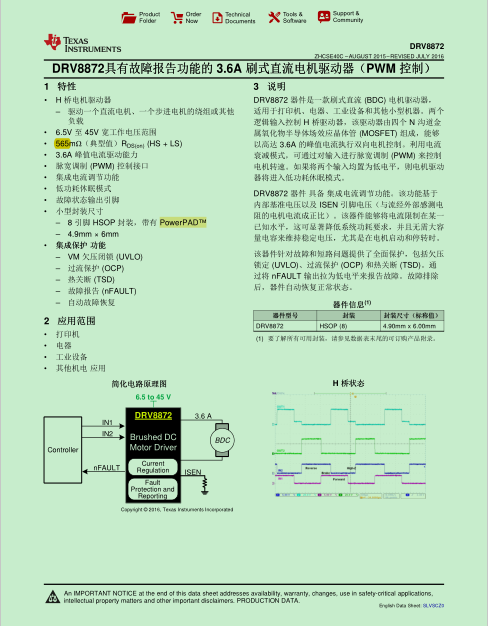 Product Folder
Order Now
Technical Documents
Tools & Software
Support & Community
TEXAS INSTRUMENTS
DRV8872
ZHCSE40C – AUGUST 2015 – REVISED JULY 2016
DRV8872具有故障报告功能的 3.6A 刷式直流电机驱动器（PWM 控制）
1 特性
• H 桥电机驱动器
– 驱动一个直流电机、一个步进电机的绕组或其他
负载
• 6.5V 至 45V 宽工作电压范围
• 565mΩ（典型值）RDS(on) (HS + LS)
• 3.6A 峰值电流驱动能力
• 脉宽调制 (PWM) 控制接口
• 集成电流调节功能
• 低功耗休眠模式
• 故障状态输出引脚
• 小型封装尺寸
– 8 引脚 HSOP 封装，带有 PowerPAD™
– 4.9mm × 6mm
• 集成保护 功能
– VM 欠压闭锁 (UVLO)
– 过流保护 (OCP)
– 热关断 (TSD)
– 故障报告 (nFAULT)
– 自动故障恢复
2 应用范围
• 打印机
• 电器
• 工业设备
• 其他机电 应用
3 说明
DRV8872 器件是一款刷式直流 (BDC) 电机驱动器，
适用于打印机、电器、工业设备和其他小型机器。两个
逻辑输入控制 H 桥驱动器，该驱动器由四个 N 沟道金
属氧化物半导体场效应晶体管 (MOSFET) 组成，能够
以高达 3.6A 的峰值电流执行双向电机控制。利用电流
衰减模式，可通过对输入进行脉宽调制 (PWM) 来控制
电机转速。如果将两个输入均置为低电平，则电机驱动
器将进入低功耗休眠模式。
DRV8872 器件 具备 集成电流调节功能。该功能基于
内部基准电压以及 ISEN 引脚电压（与流经外部感测电
阻的电机电流成正比）。该器件能够将电流限制在某一
已知水平，这可显著降低系统功耗要求，并且无需大容
量电容来维持稳定电压，尤其是在电机启动和停转时。
该器件针对故障和短路问题提供了全面保护，包括欠压
锁定 (UVLO)、过流保护 (OCP) 和热关断 (TSD)。通
过将 nFAULT 输出拉为低电平来报告故障。故障排除
后，器件自动恢复正常状态。
器件信息(1)
器件型号 封装 封装尺寸（标称值）
DRV8872 HSOP (8) 4.90mm x 6.00mm
(1) 要了解所有可用封装，请参见数据表末尾的可订购产品附录。
简化电路原理图
6.5 to 45 V
Controller
IN1
IN2
nFAULT
DRV8872
Brushed DC
Motor Driver
Current
Regulation
Fault
Protection and
Reporting
3.6 A
BDC
ISEN
Copyright © 2016, Texas Instruments Incorporated
H 桥状态
An IMPORTANT NOTICE at the end of this data sheet addresses availability, warranty, changes, use in safety-critical applications,
intellectual property matters and other important disclaimers. PRODUCTION DATA.
English Data Sheet: SLVSCZ0